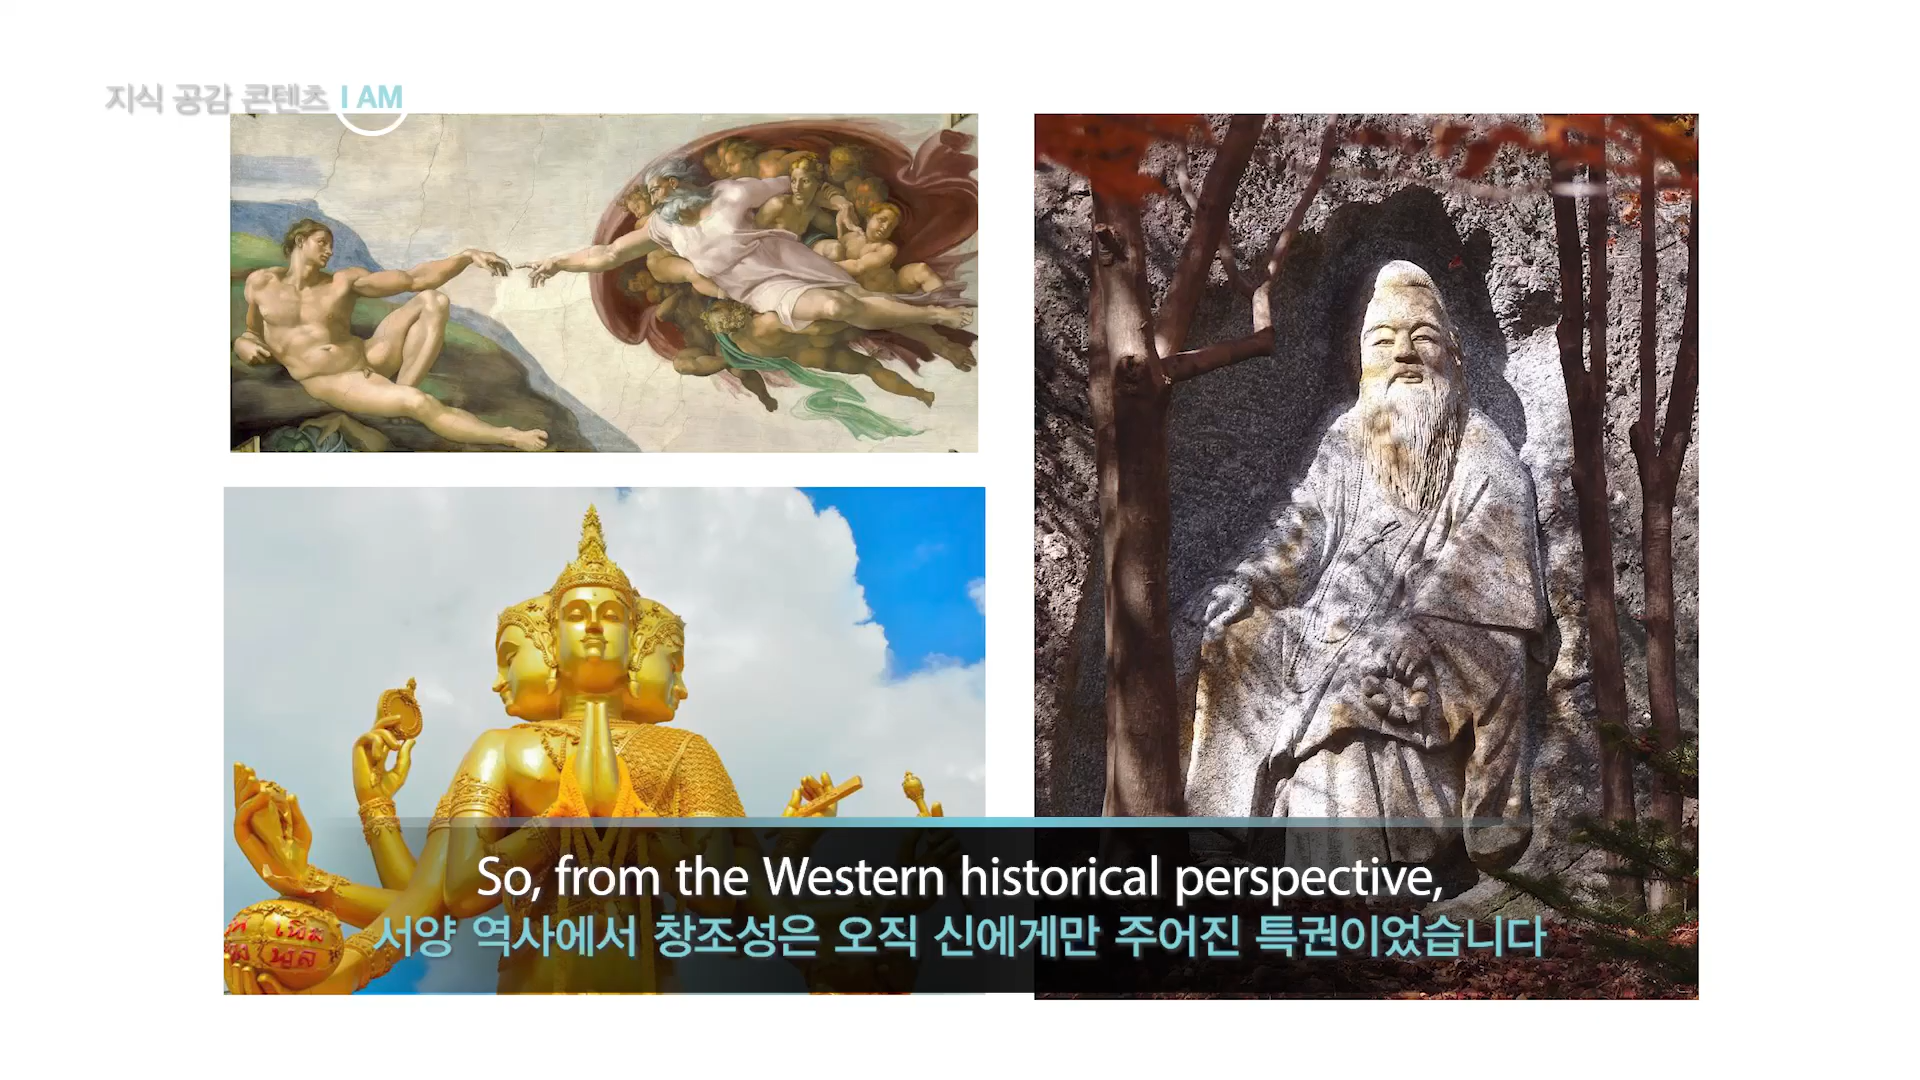 지식 공감 콘텐츠 I AM
So, from the Western historical perspective,
서양 역사에서 창조성은 오직 신에게만 주어진 특권이었습니다